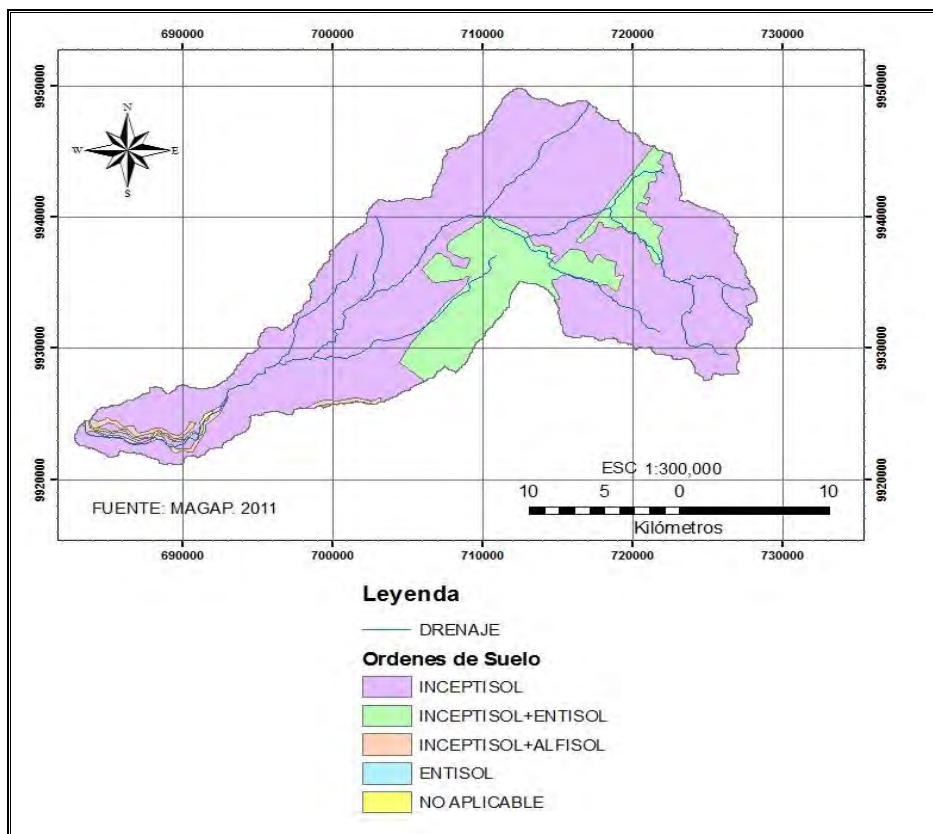 690000 700000 710000 720000 730000
9950000 9950000
N
W E
S
9940000 9940000
9930000 9930000
9920000 9920000
ESC 1:300,000
10 5 0 10
Kilómetros
FUENTE: MAGAP. 2011
690000 700000 710000 720000 730000
Leyenda
DRENAJE
Ordenes de Suelo
INCEPTISOL
INCEPTISOL+ENTISOL
INCEPTISOL+ALFISOL
ENTISOL
NO APLICABLE